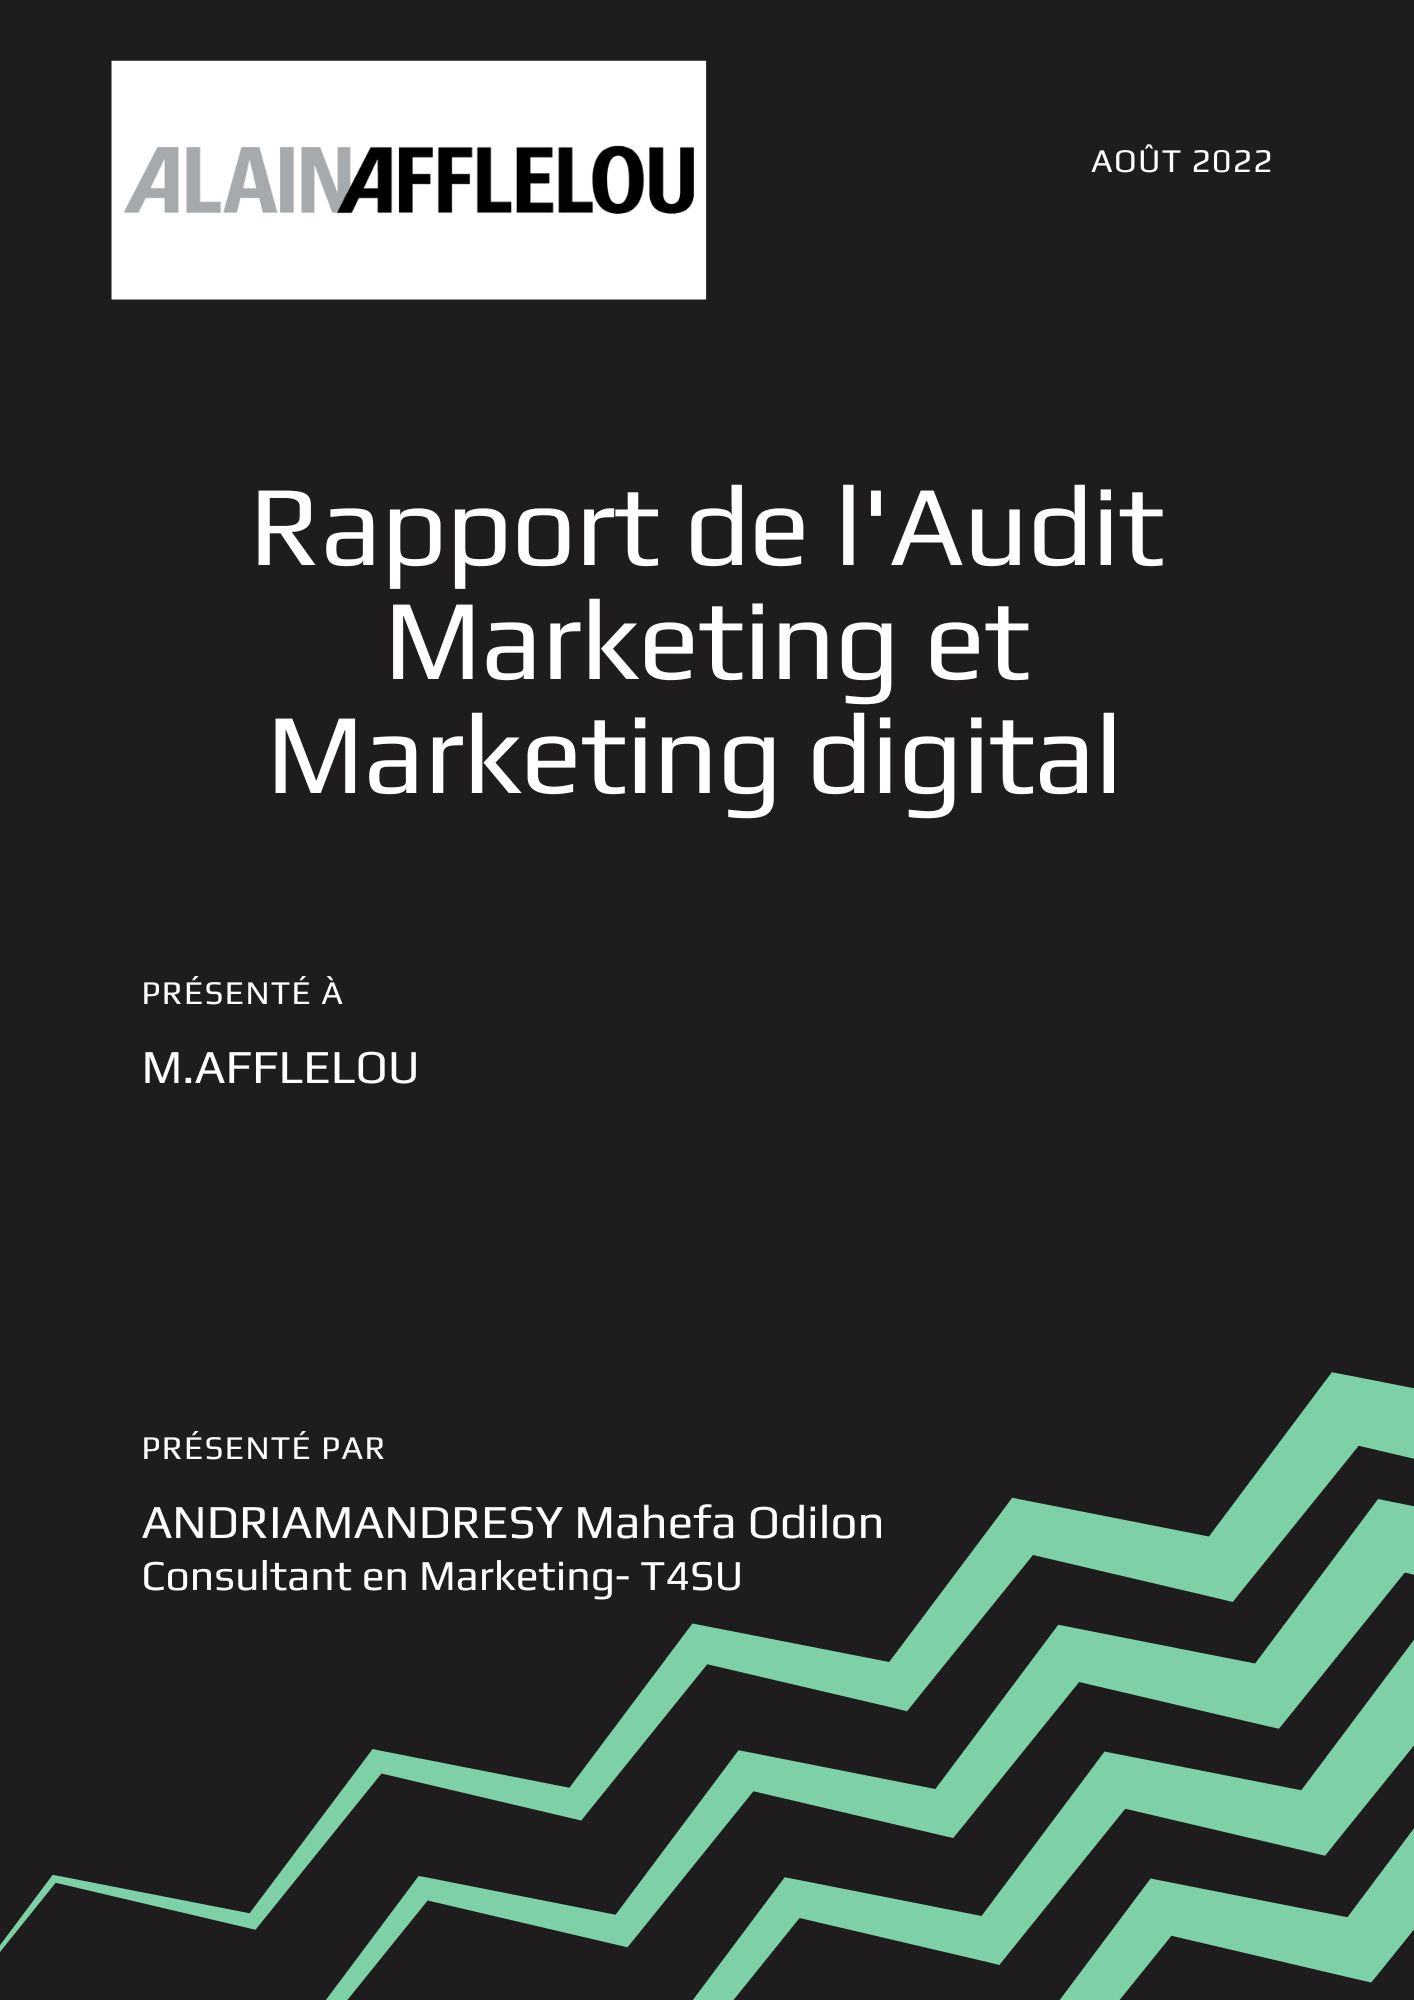 ALAINAFFLELOU
AOÛT 2022
Rapport de l'Audit
Marketing et
Marketing digital
PRÉSENTÉ À
M.AFFLELOU
PRÉSENTÉ PAR
ANDRIAMANDRESY Mahefa Odilon
Consultant en Marketing- T4SU